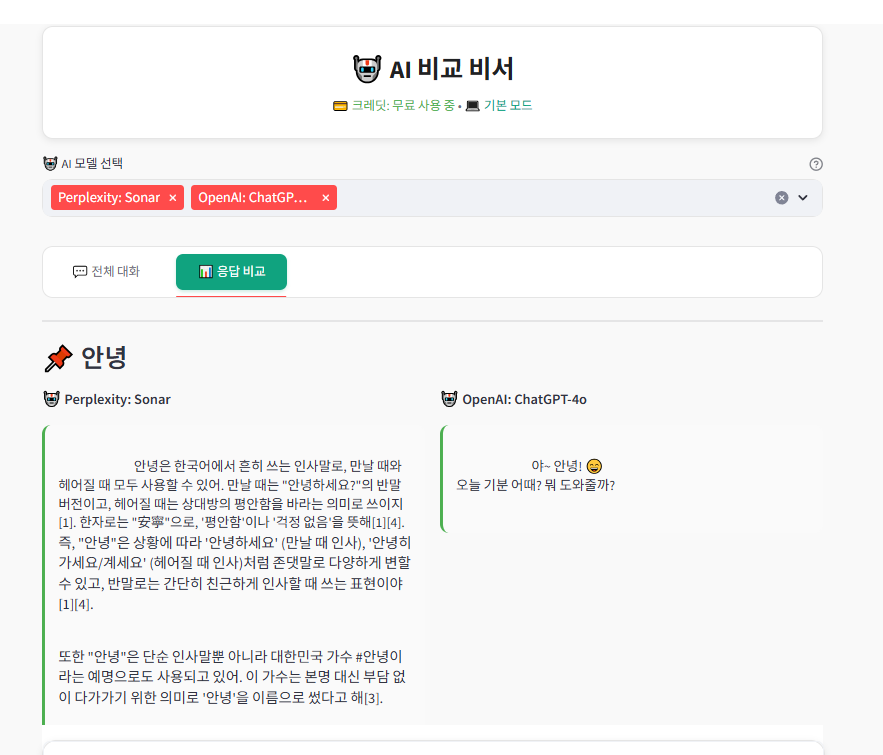 AI 비교 비서
크레딧: 무료 사용 중 • 기본 모드
AI 모델 선택
Perplexity: Sonar ×
OpenAI: ChatGP... ×
전체 대화
응답 비교
안녕
Perplexity: Sonar
안녕은 한국어에서 흔히 쓰는 인사말로, 만날 때와
헤어질 때 모두 사용할 수 있어. 만날 때는 "안녕하세요?"의 반말
버전이고, 헤어질 때는 상대방의 평안함을 바라는 의미로 쓰이지
[1]. 한자로는 "安寧"으로, '평안함'이나 '걱정 없음'을 뜻해[1][4].
즉, "안녕"은 상황에 따라 '안녕하세요' (만날 때 인사), '안녕히
가세요/계세요' (헤어질 때 인사)처럼 존댓말로 다양하게 변할
수 있고, 반말로는 간단히 친근하게 인사할 때 쓰는 표현이야
[1][4].
또한 "안녕"은 단순 인사말뿐 아니라 대한민국 가수 #안녕이
라는 예명으로도 사용되고 있어. 이 가수는 본명 대신 부담 없
이 다가가기 위한 의미로 '안녕'을 이름으로 썼다고 해[3].
OpenAI: ChatGPT-4o
야~ 안녕! 😄
오늘 기분 어때? 뭐 도와줄까?